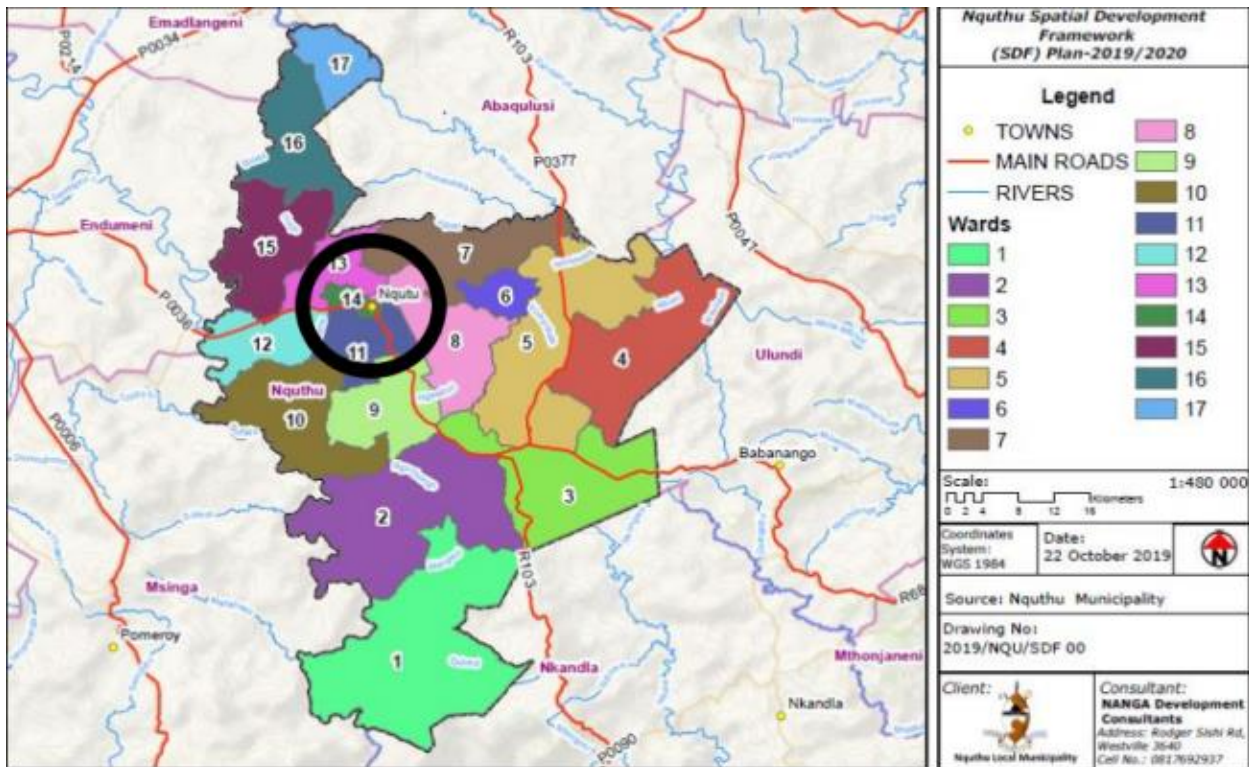 Emadlangeni
P0034
R103
17
Abaqulusi
16
P0377
Endumeni
15
7
13
P0047
14
Nqutu
6
P0036
12
11
8
5
4
Ulundi
Nquthu
10
9
P0006
Babanango
3
2
R103
R68
Msinga
Pomeroy
1
Nkandla
Mthonjaneni
Nkandla
P0090
Nquthu Spatial Development
Framework
(SDF) Plan-2019/2020
Legend
TOWNS
MAIN ROADS
RIVERS
Wards
1
2
3
4
5
6
7
8
9
10
11
12
13
14
15
16
17
Scale: 1:480 000
0 2 4 8 12 16 Kilometers
Coordinates
System:
WGS 1984
Date:
22 October 2019
N
Source: Nquthu Municipality
Drawing No:
2019/NQU/SDF 00
Client:
Nquthu Local Municipality
Consultant:
NANGA Development
Consultants
Address: Rodger Sishi Rd,
Westville 3640
Cell No.: 0817692937